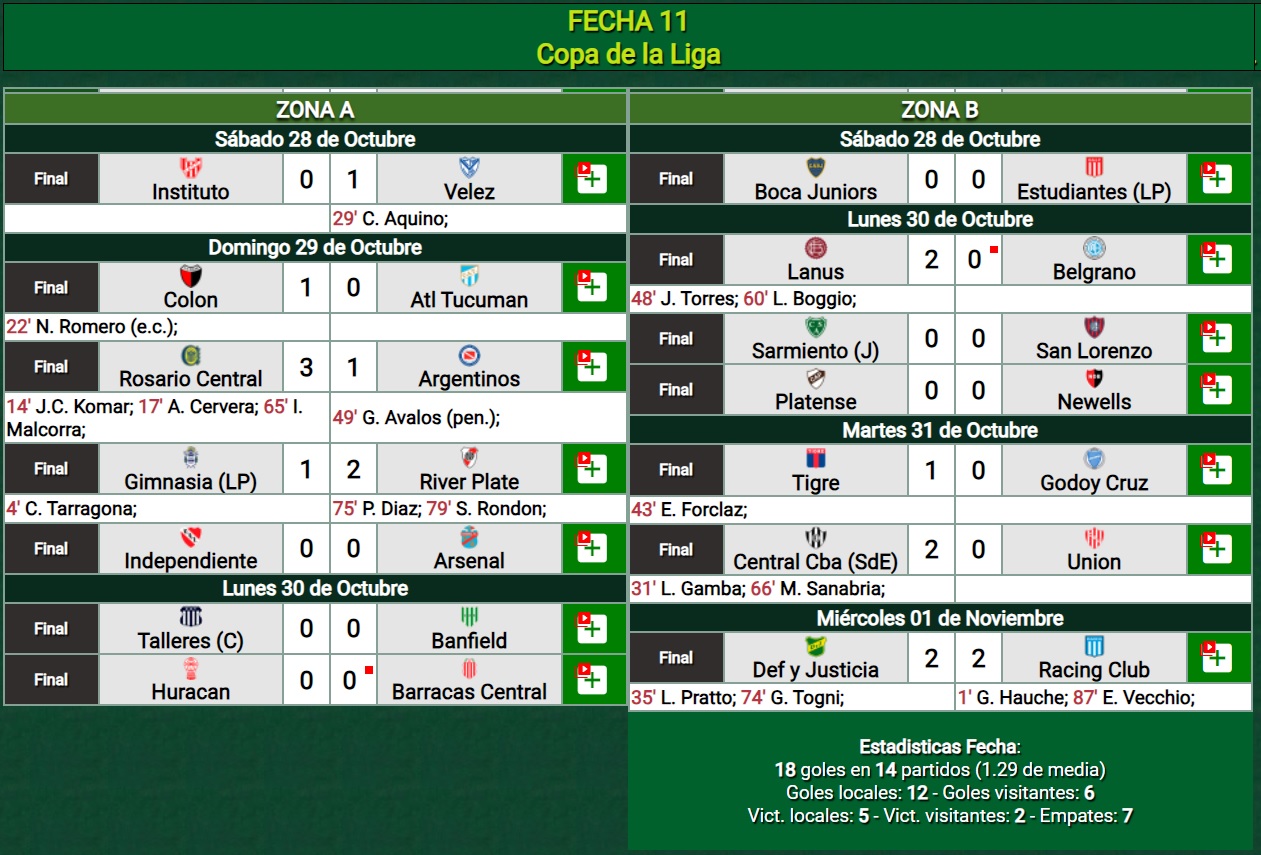 FECHA 11
Copa de la Liga
ZONA A
Sábado 28 de Octubre
Final Instituto 0 1 Velez
29' C. Aquino;
Domingo 29 de Octubre
Final Colon 1 0 Atl Tucuman
22' N. Romero (e.c.);
Final Rosario Central 3 1 Argentinos
14' J.C. Komar; 17' A. Cervera; 65' I.
Malcorra;
49' G. Avalos (pen.);
Final Gimnasia (LP) 1 2 River Plate
4' C. Tarragona; 75' P. Diaz; 79' S. Rondon;
Final Independiente 0 0 Arsenal
Lunes 30 de Octubre
Final Talleres (C) 0 0 Banfield
Final Huracan 0 0 Barracas Central
ZONA B
Sábado 28 de Octubre
Final Boca Juniors 0 0 Estudiantes (LP)
Lunes 30 de Octubre
Final Lanus 2 0 Belgrano
48' J. Torres; 60' L. Boggio;
Final Sarmiento (J) 0 0 San Lorenzo
Final Platense 0 0 Newells
Martes 31 de Octubre
Final Tigre 1 0 Godoy Cruz
43' E. Forclaz;
Final Central Cba (SdE) 2 0 Union
31' L. Gamba; 66' M. Sanabria;
Miércoles 01 de Noviembre
Final Def y Justicia 2 2 Racing Club
35' L. Pratto; 74' G. Togni; 1' G. Hauche; 87' E. Vecchio;
Estadisticas Fecha:
18 goles en 14 partidos (1.29 de media)
Goles locales: 12 - Goles visitantes: 6
Vict. locales: 5 - Vict. visitantes: 2 - Empates: 7